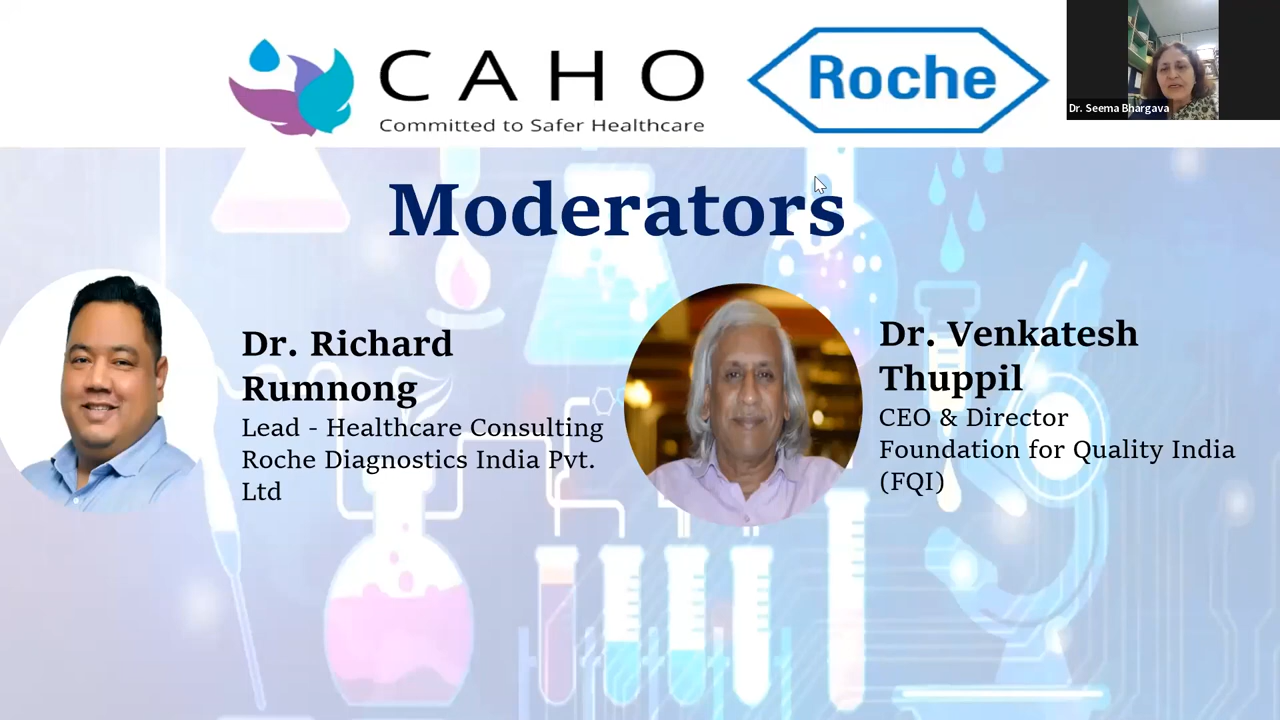 CAHO
Committed to Safer Healthcare
Roche
Dr. Seema Bhargava
Moderators
Dr. Richard
Rumnong
Lead - Healthcare Consulting
Roche Diagnostics India Pvt.
Ltd
Dr. Venkatesh
Thuppil
CEO & Director
Foundation for Quality India
(FQI)